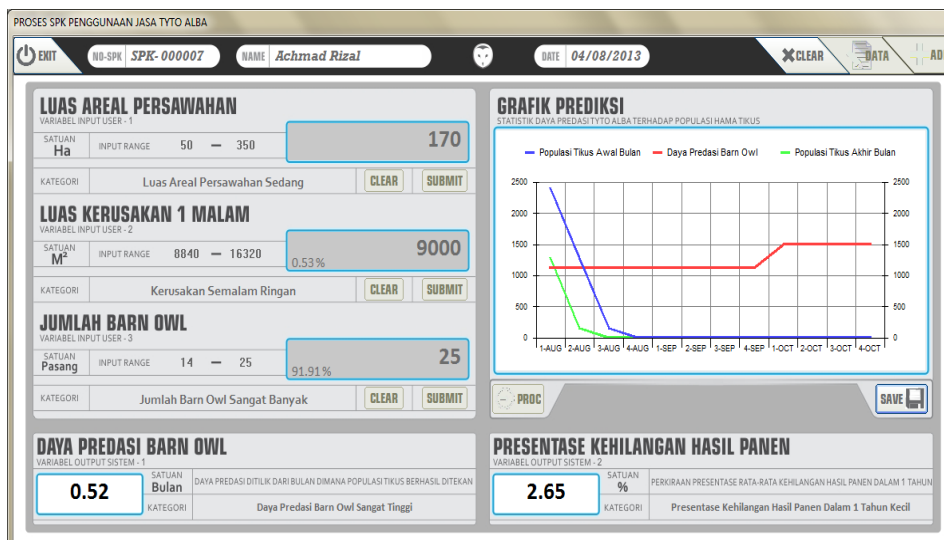 PROSES SPK PENGGUNAAN JASA TYTO ALBA
EXIT NO-SPK SPK-000007 NAME Achmad Rizal DATE 04/08/2013 CLEAR DATA AD
LUAS AREAL PERSAWAHAN
VARIABEL INPUT USER - 1
SATUAN
Ha INPUT RANGE 50 — 350 170
KATEGORI Luas Areal Persawahan Sedang CLEAR SUBMIT
LUAS KERUSAKAN 1 MALAM
VARIABEL INPUT USER - 2
SATUAN
M² INPUT RANGE 8840 — 16320 0.53% 9000
KATEGORI Kerusakan Semalam Ringan CLEAR SUBMIT
JUMLAH BARN OWL
VARIABEL INPUT USER - 3
SATUAN
Pasang INPUT RANGE 14 — 25 91.91% 25
KATEGORI Jumlah Barn Owl Sangat Banyak CLEAR SUBMIT
GRAFIK PREDIKSI
STATISTIK DAYA PREDASI TYTO ALBA TERHADAP POPULASI HAMA TIKUS
Populasi Tikus Awal Bulan Daya Predasi Barn Owl Populasi Tikus Akhir Bulan
2500 2500
2000 2000
1500 1500
1000 1000
500 500
0 0
1-AUG 2-AUG 3-AUG 4-AUG 1-SEP 2-SEP 3-SEP 4-SEP 1-OCT 2-OCT 3-OCT 4-OCT
PROC SAVE
DAYA PREDASI BARN OWL
VARIABEL OUTPUT SISTEM - 1
0.52
SATUAN
Bulan DAYA PREDASI DITILIK DARI BULAN DIMANA POPULASI TIKUS BERHASIL DITEKAN
KATEGORI Daya Predasi Barn Owl Sangat Tinggi
PRESENTASE KEHILANGAN HASIL PANEN
VARIABEL OUTPUT SISTEM - 2
2.65
SATUAN
% PERKIRAAN PRESENTASE RATA-RATA KEHILANGAN HASIL PANEN DALAM 1 TAHUN
KATEGORI Presentase Kehilangan Hasil Panen Dalam 1 Tahun Kecil